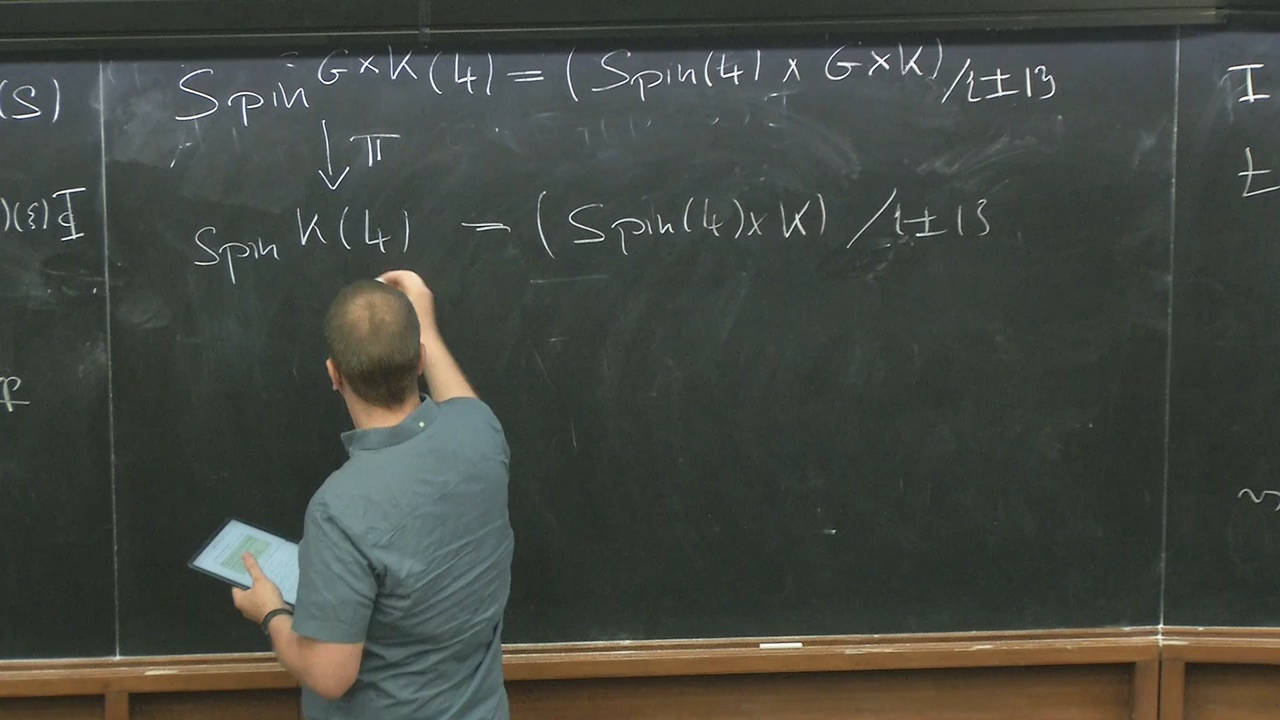 (S)
)(ξ)Φ
Spin^{G×K}(4) = (Spin(4) × G×K)/{±1}
↓π
Spin^{K}(4) = (Spin(4)×K)/{±1}
I
t